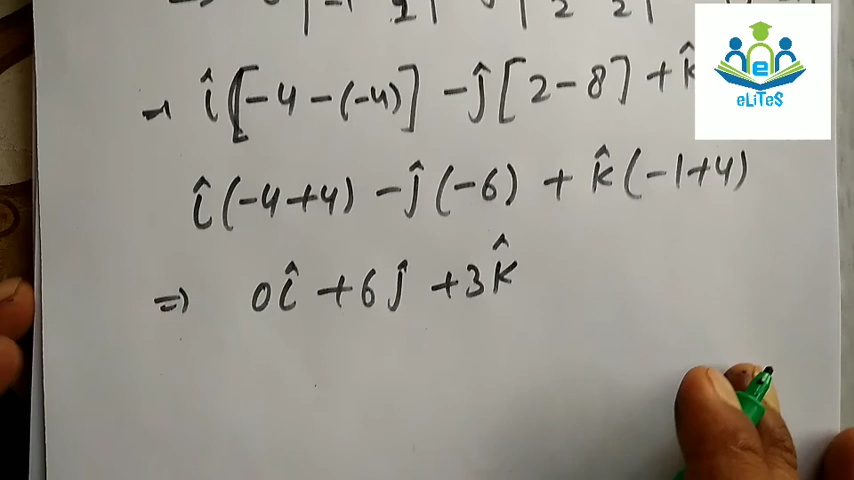 → î[-4-(-4)] -ĵ[2-8] +k̂
î(-4+4) -ĵ(-6) + k̂(-1+4)
⇒ 0î +6ĵ +3k̂
e
eLiTeS